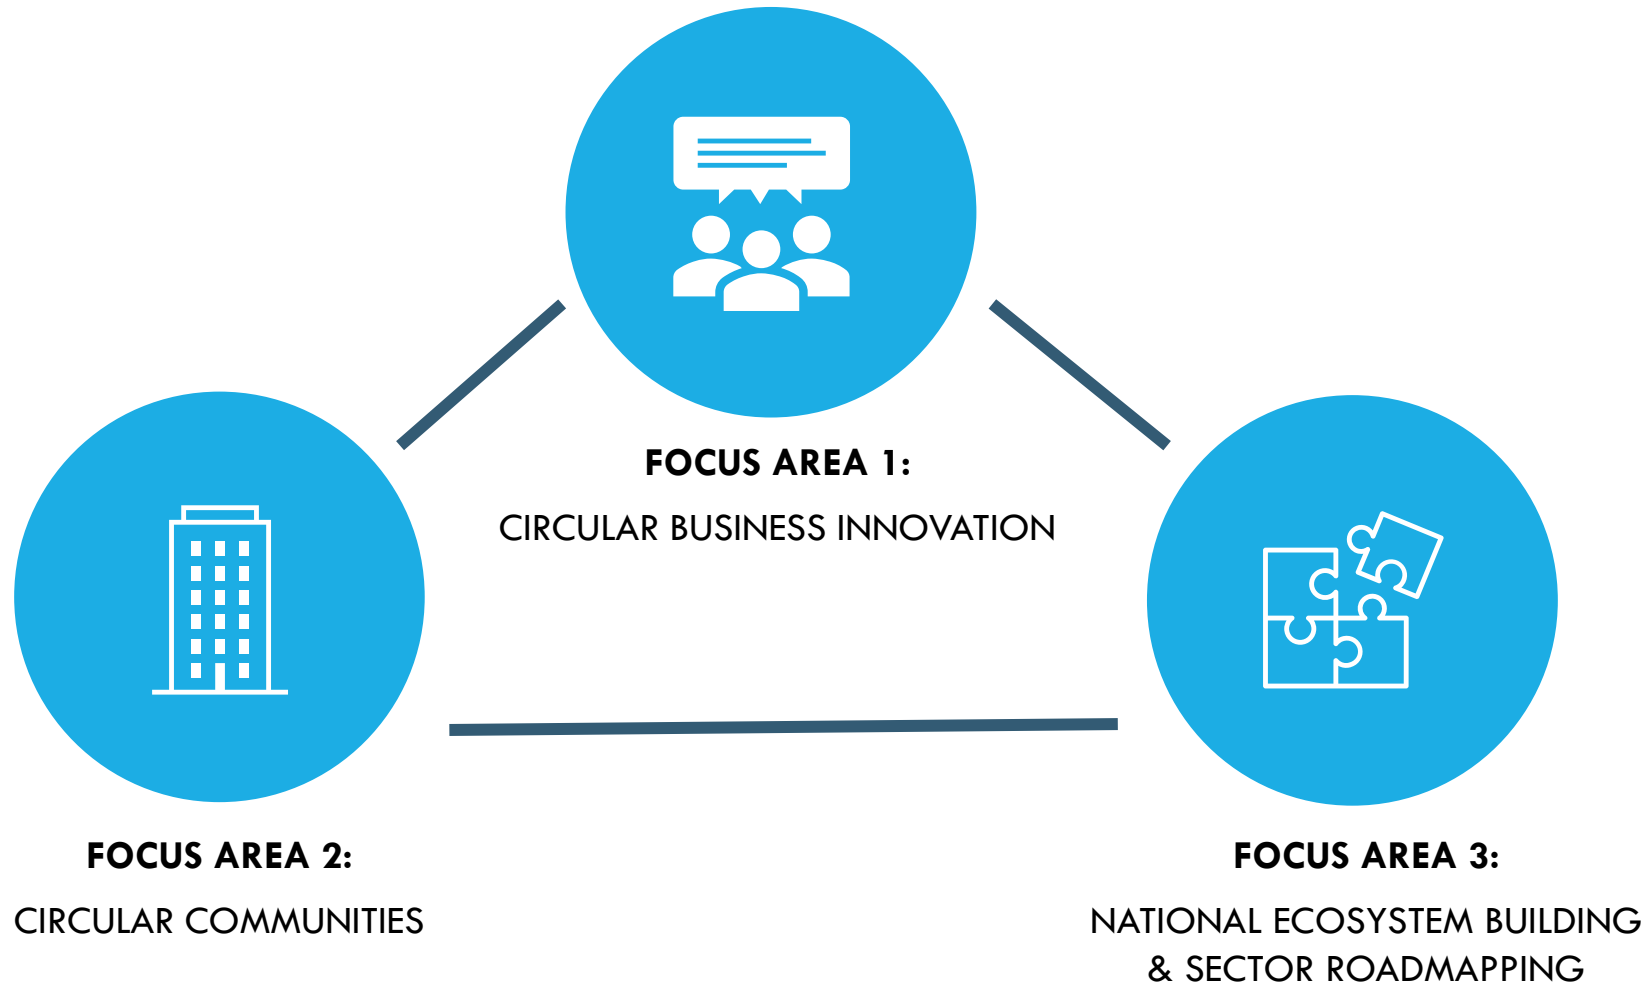 FOCUS AREA 1:
CIRCULAR BUSINESS INNOVATION
FOCUS AREA 2:
CIRCULAR COMMUNITIES
FOCUS AREA 3:
NATIONAL ECOSYSTEM BUILDING
& SECTOR ROADMAPPING